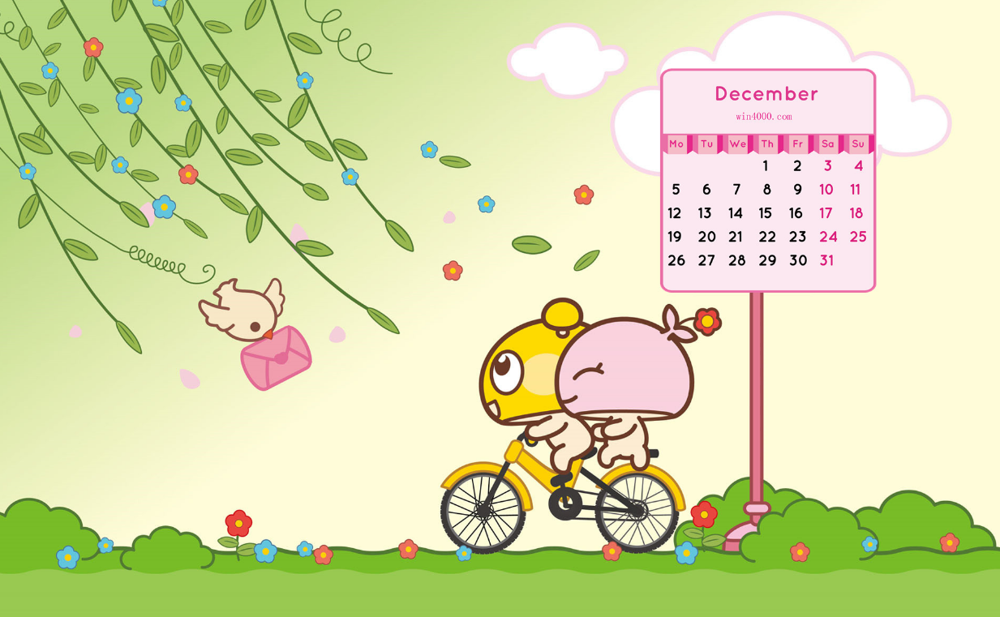 December
win4000.com
Mo Tu We Th Fr Sa Su
1 2 3 4
5 6 7 8 9 10 11
12 13 14 15 16 17 18
19 20 21 22 23 24 25
26 27 28 29 30 31